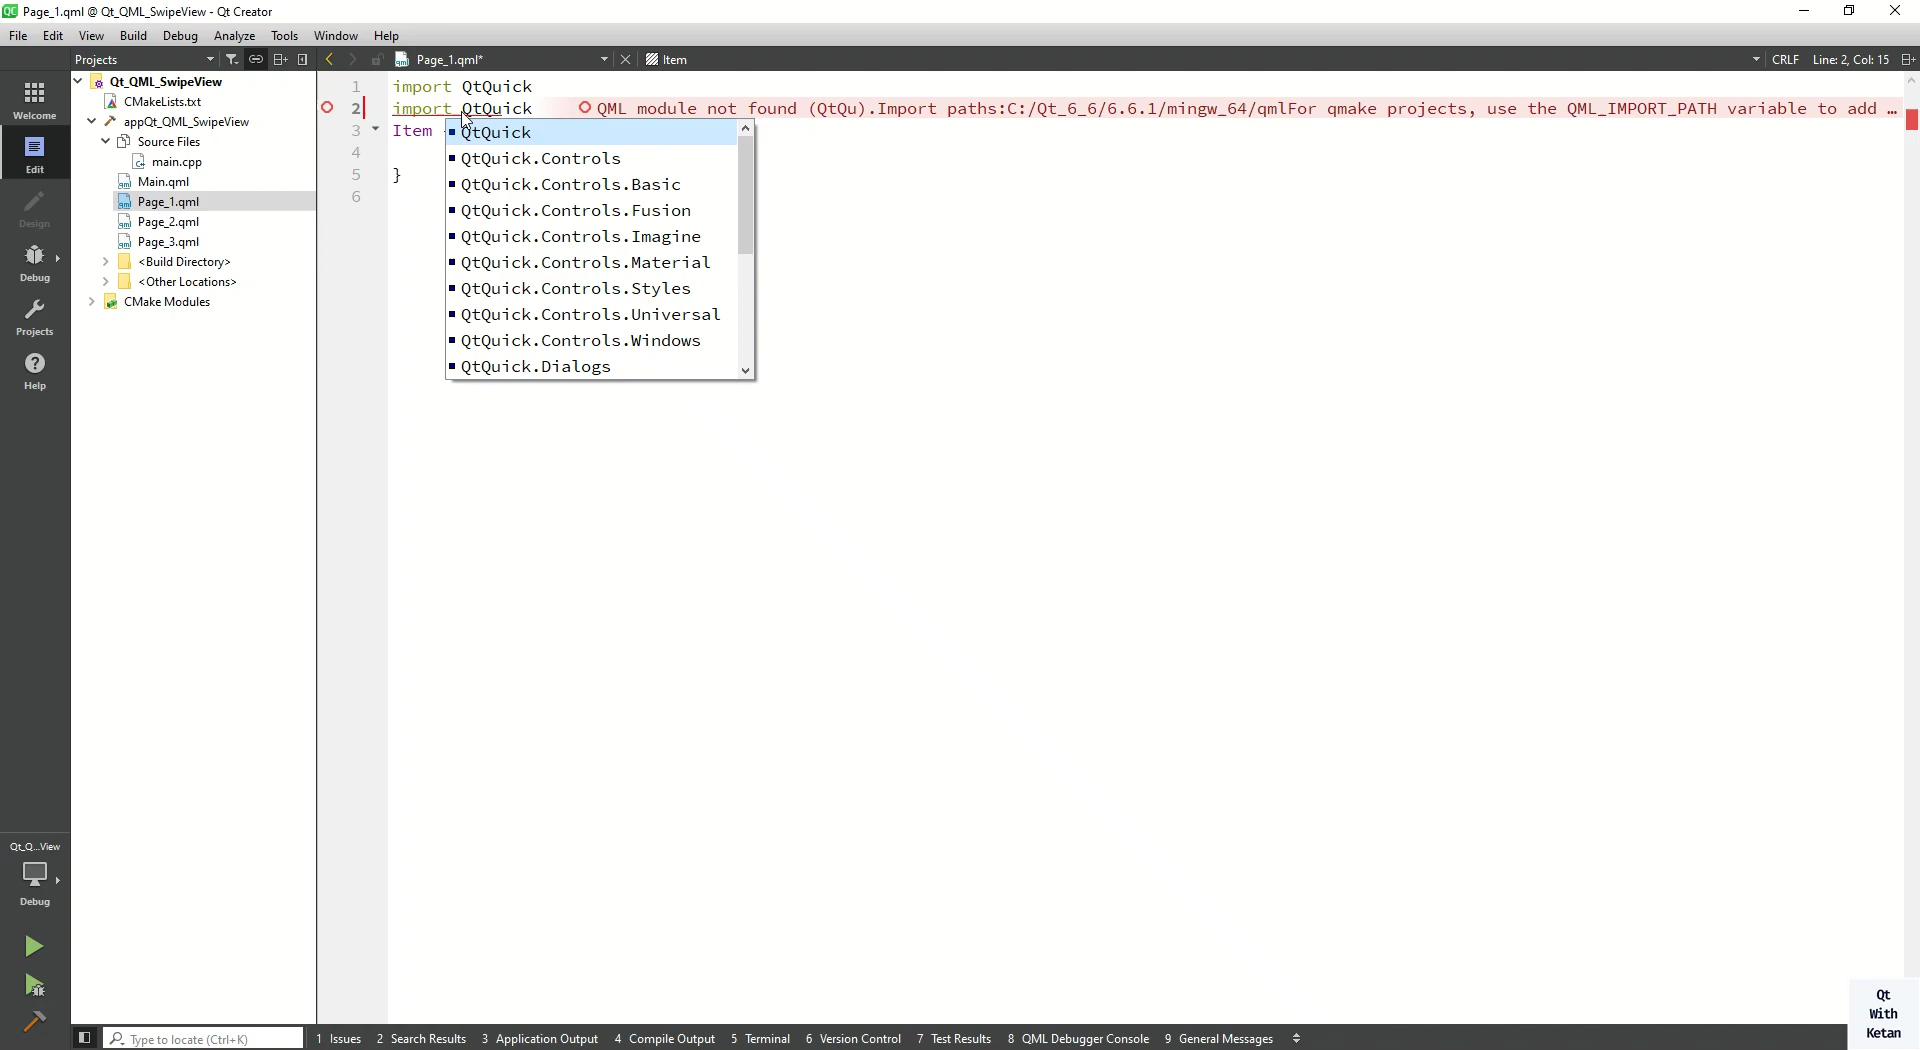 Page_1.qml @ Qt_QML_SwipeView - Qt Creator
File Edit View Build Debug Analyze Tools Window Help
Projects Page_1.qml* Item CRLF Line: 2, Col: 15
Welcome
Edit
Design
Debug
Projects
Help
Qt_Q...View
Debug
Qt_QML_SwipeView
CMakeLists.txt
appQt_QML_SwipeView
Source Files
main.cpp
Main.qml
Page_1.qml
Page_2.qml
Page_3.qml
<Build Directory>
<Other Locations>
CMake Modules
1 import QtQuick
2 import QtQuick QML module not found (QtQu).Import paths:C:/Qt_6_6/6.6.1/mingw_64/qmlFor qmake projects, use the QML_IMPORT_PATH variable to add …
3 Item
4
5 }
6
QtQuick
QtQuick.Controls
QtQuick.Controls.Basic
QtQuick.Controls.Fusion
QtQuick.Controls.Imagine
QtQuick.Controls.Material
QtQuick.Controls.Styles
QtQuick.Controls.Universal
QtQuick.Controls.Windows
QtQuick.Dialogs
Qt
With
Ketan
Type to locate (Ctrl+K) 1 Issues 2 Search Results 3 Application Output 4 Compile Output 5 Terminal 6 Version Control 7 Test Results 8 QML Debugger Console 9 General Messages